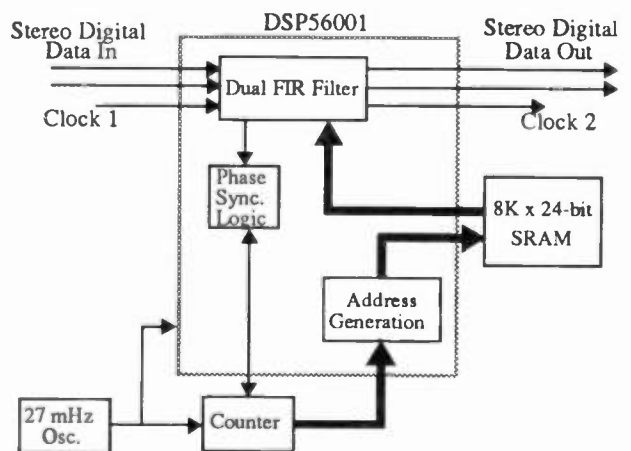 DSP56001
Stereo Digital
Data In
Stereo Digital
Data Out
Dual FIR Filter
Clock 1
Clock 2
Phase
Sync.
Logic
8K x 24-bit
SRAM
Address
Generation
27 mHz
Osc.
Counter